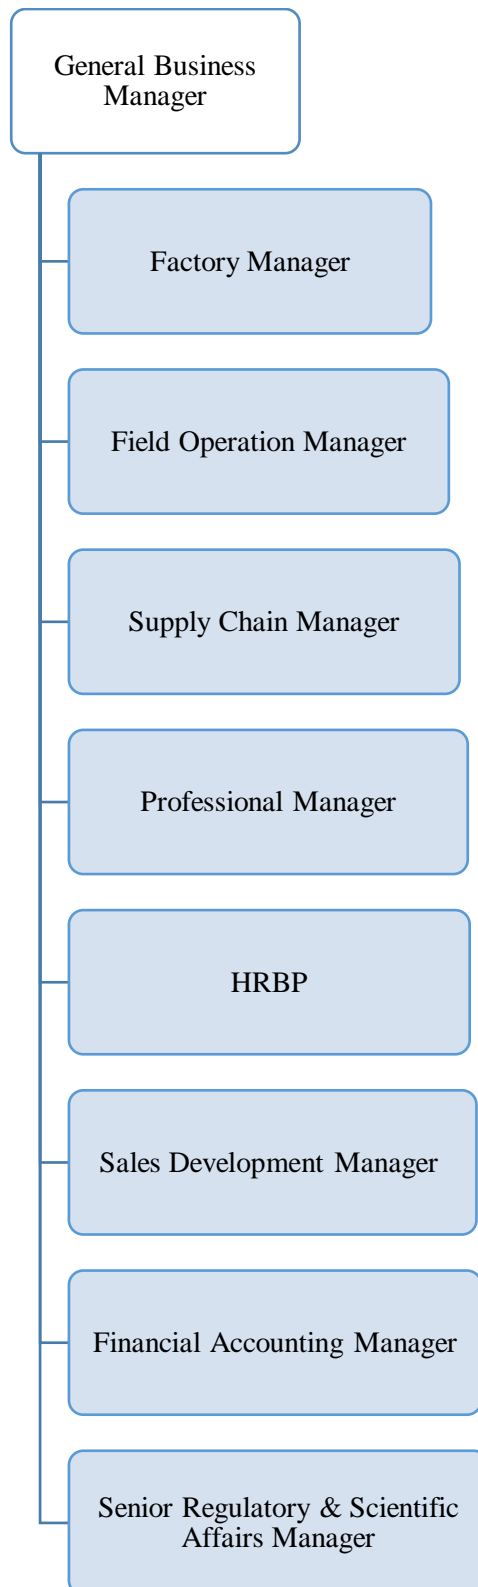 General Business
Manager
Factory Manager
Field Operation Manager
Supply Chain Manager
Professional Manager
HRBP
Sales Development Manager
Financial Accounting Manager
Senior Regulatory & Scientific
Affairs Manager